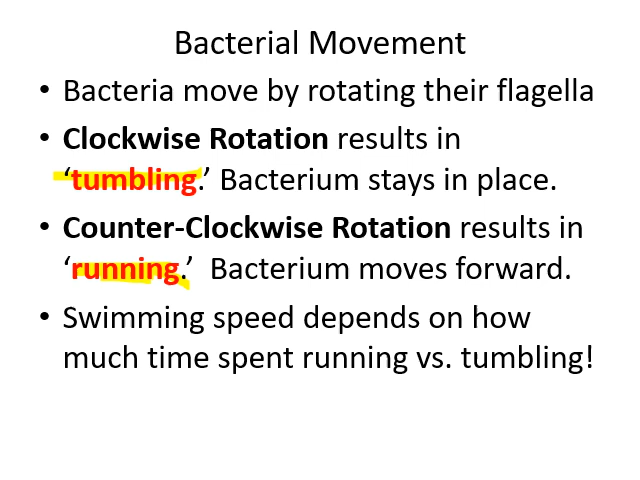 Bacterial Movement
• Bacteria move by rotating their flagella
• Clockwise Rotation results in
‘tumbling.’ Bacterium stays in place.
• Counter-Clockwise Rotation results in
‘running.’  Bacterium moves forward.
• Swimming speed depends on how
much time spent running vs. tumbling!